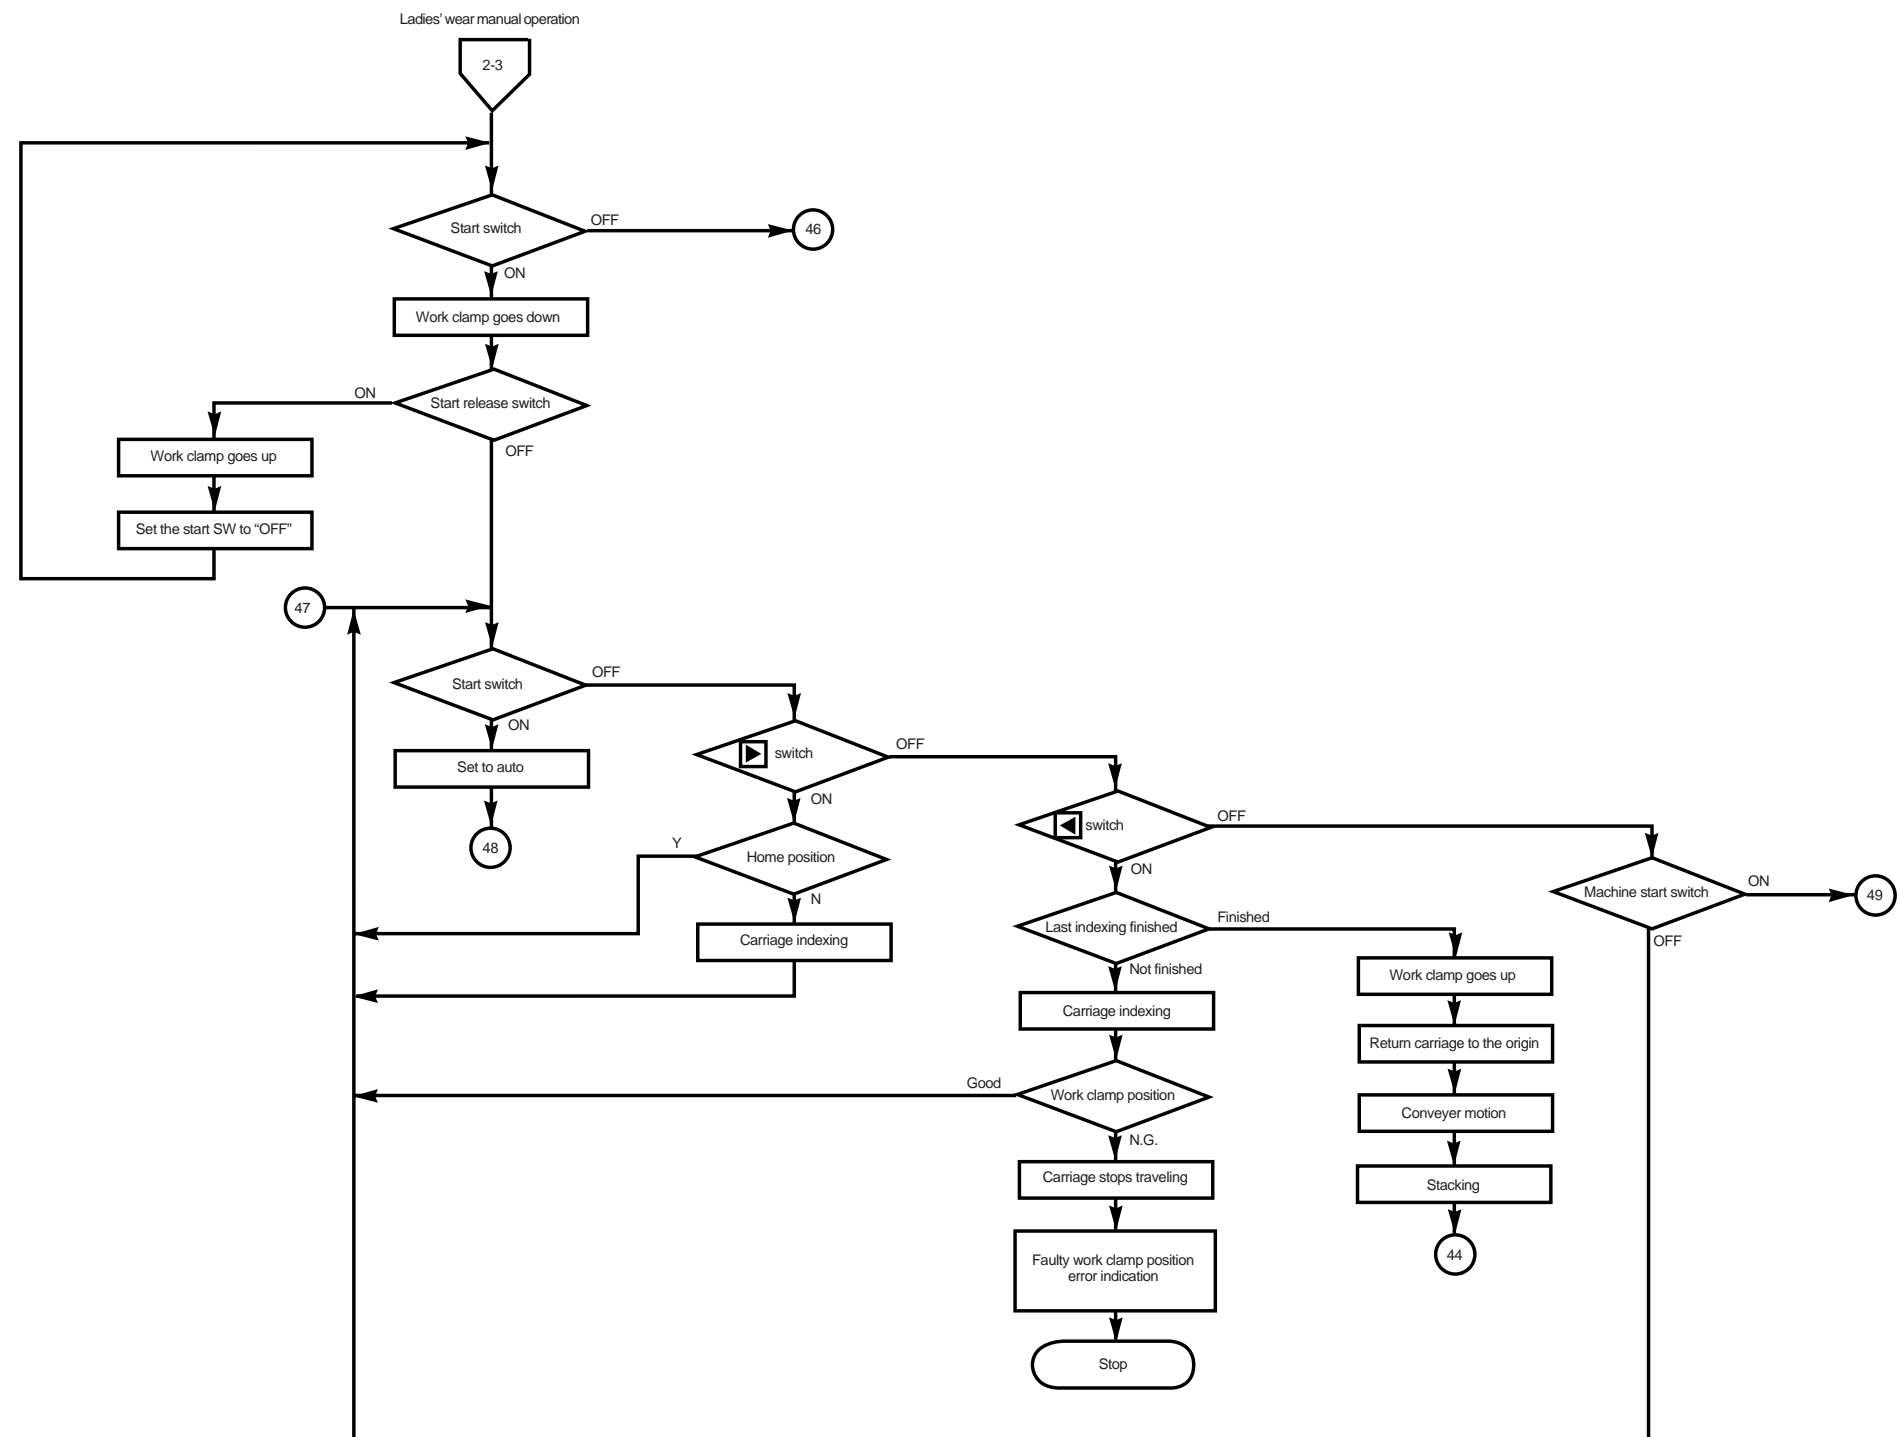 Ladies' wear manual operation
2-3
Start switch
OFF
46
ON
Work clamp goes down
ON
Start release switch
OFF
Work clamp goes up
Set the start SW to “OFF”
47
Start switch
OFF
ON
Set to auto
48
switch
OFF
ON
Y
Home position
N
Carriage indexing
switch
OFF
ON
Machine start switch
ON
49
OFF
Last indexing finished
Finished
Not finished
Work clamp goes up
Carriage indexing
Return carriage to the origin
Good
Work clamp position
Conveyer motion
N.G.
Carriage stops traveling
Stacking
Faulty work clamp position
error indication
44
Stop